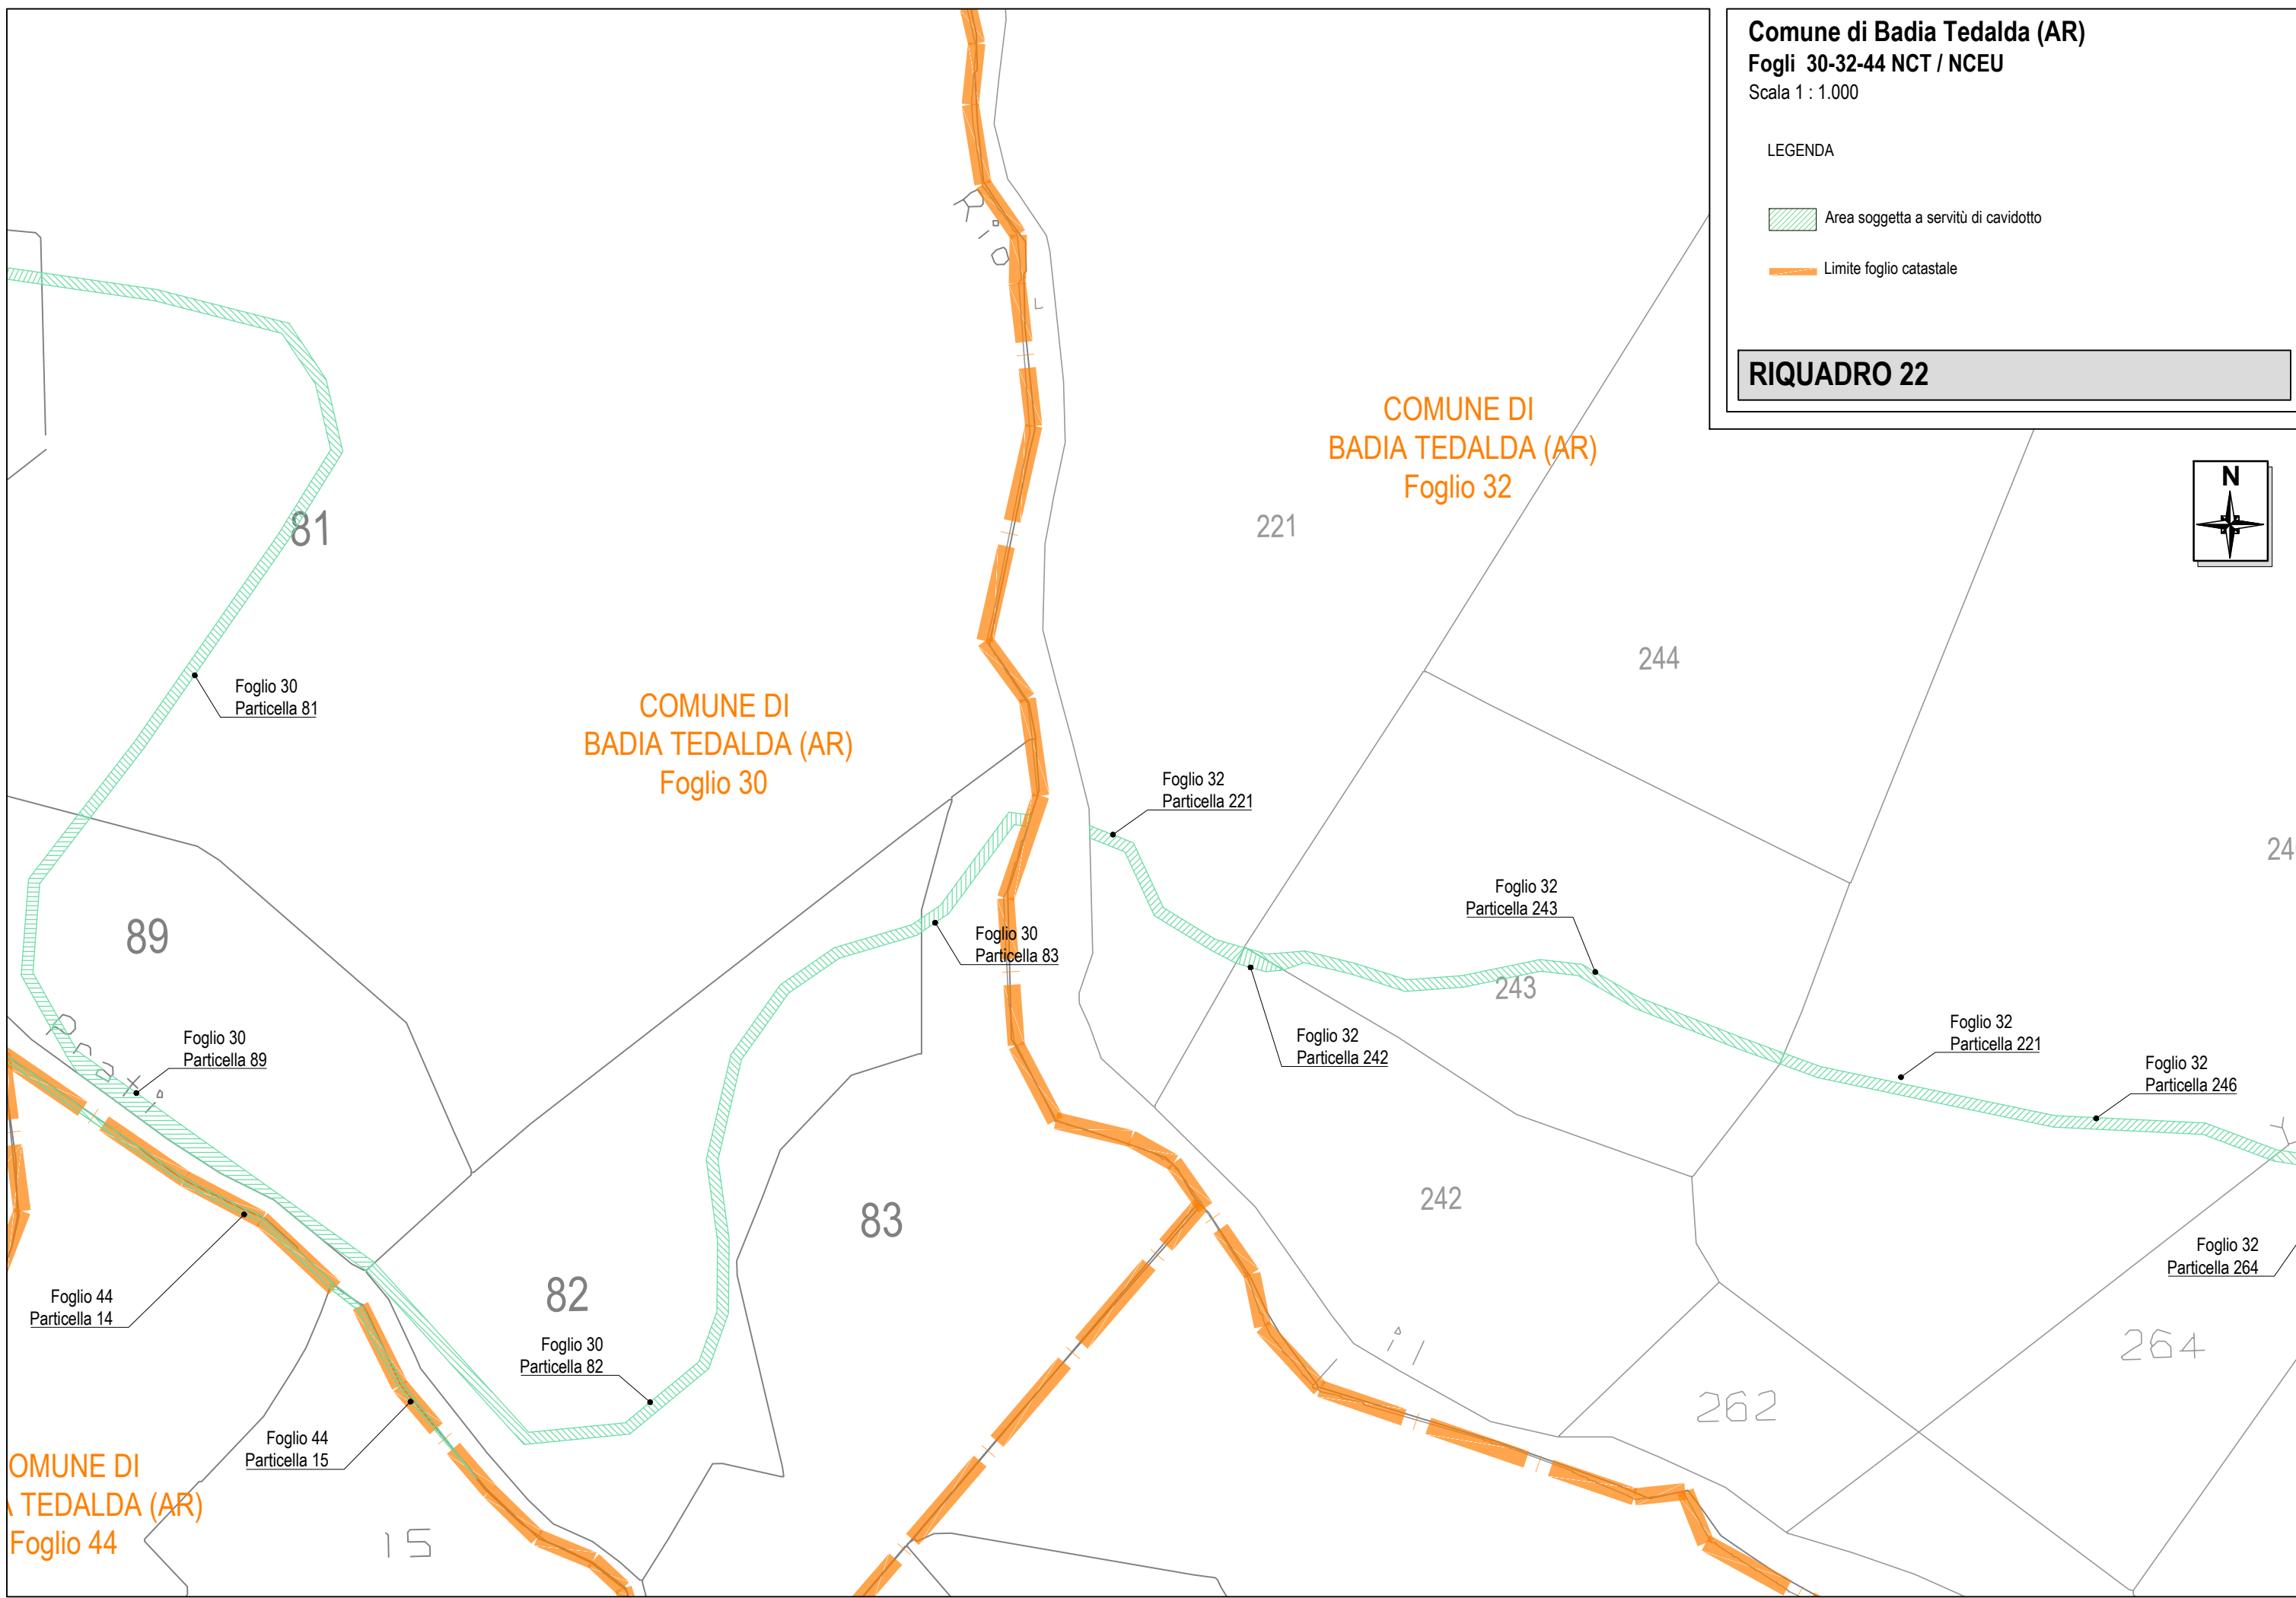 Comune di Badia Tedalda (AR)
Fogli 30-32-44 NCT / NCEU
Scala 1 : 1.000
LEGENDA
Area soggetta a servitù di cavidotto
Limite foglio catastale
RIQUADRO 22
N
Rio
COMUNE DI
BADIA TEDALDA (AR)
Foglio 32
221
81
244
Foglio 30
Particella 81
COMUNE DI
BADIA TEDALDA (AR)
Foglio 30
Foglio 32
Particella 221
24
Foglio 32
Particella 243
89
Foglio 30
Particella 83
243
Foglio 30
Particella 89
Foglio 32
Particella 242
Foglio 32
Particella 221
Foglio 32
Particella 246
83
242
Foglio 32
Particella 264
82
Foglio 44
Particella 14
Foglio 30
Particella 82
264
262
Foglio 44
Particella 15
OMUNE DI
TEDALDA (AR)
Foglio 44
15